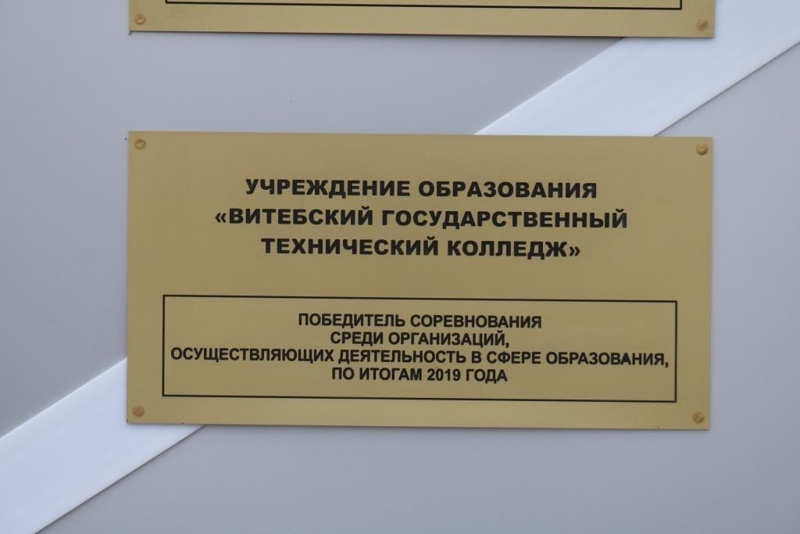 УЧРЕЖДЕНИЕ ОБРАЗОВАНИЯ
«ВИТЕБСКИЙ ГОСУДАРСТВЕННЫЙ
ТЕХНИЧЕСКИЙ КОЛЛЕДЖ»
ПОБЕДИТЕЛЬ СОРЕВНОВАНИЯ
СРЕДИ ОРГАНИЗАЦИЙ,
ОСУЩЕСТВЛЯЮЩИХ ДЕЯТЕЛЬНОСТЬ В СФЕРЕ ОБРАЗОВАНИЯ,
ПО ИТОГАМ 2019 ГОДА